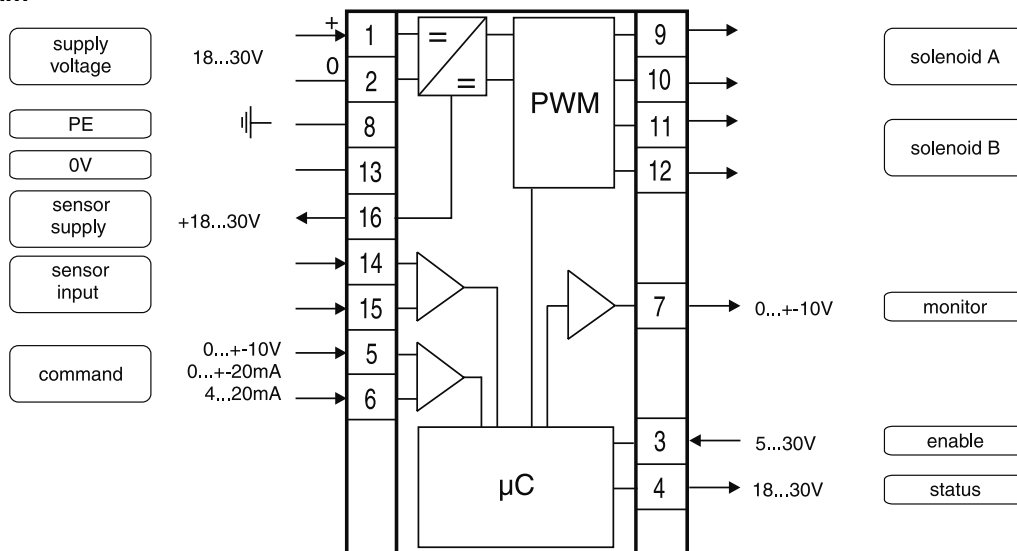 supply
voltage
18...30V
+
0
PE
0V
sensor
supply
+18...30V
sensor
input
command
0...+-10V
0...+-20mA
4...20mA
1
2
8
13
16
14
15
5
6
=
=
PWM
µC
9
10
11
12
7
3
4
0...+-10V
5...30V
18...30V
solenoid A
solenoid B
monitor
enable
status